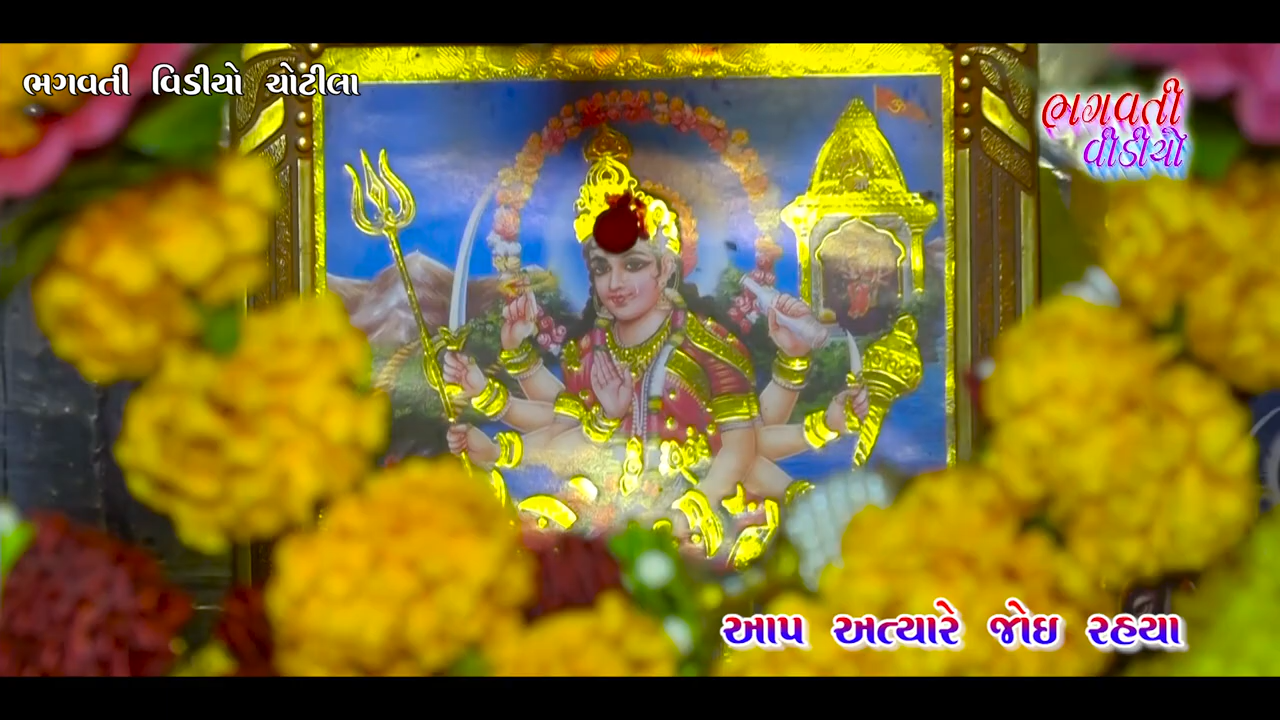 ભગવતી વિડીયો ચોટીલા
ભગવતી
વીડીયો
આપ અત્યારે જોઇ રહયા